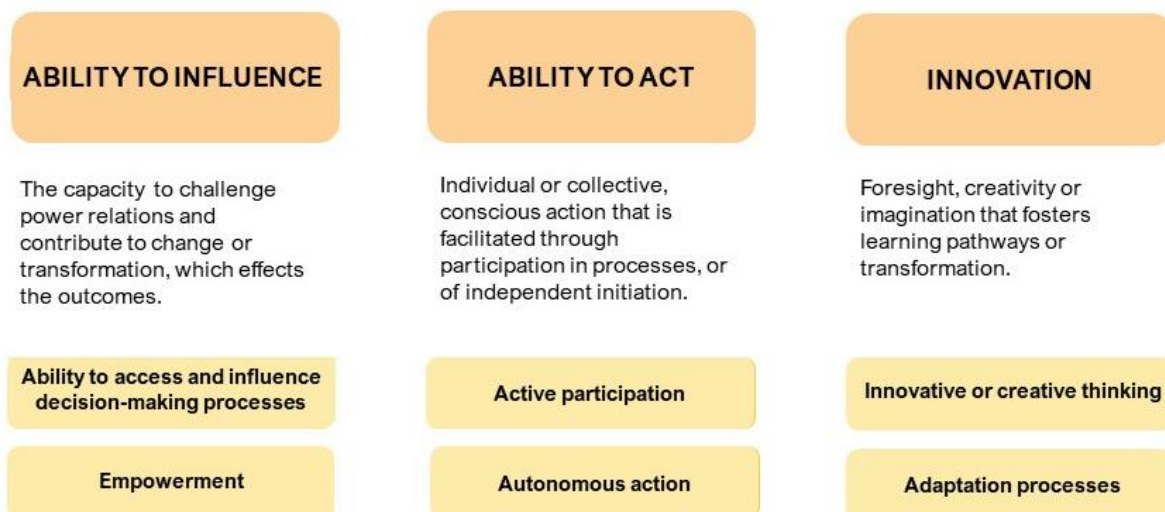 ABILITY TO INFLUENCE
The capacity to challenge
power relations and
contribute to change or
transformation, which effects
the outcomes.
Ability to access and influence
decision-making processes
Empowerment
ABILITY TO ACT
Individual or collective,
conscious action that is
facilitated through
participation in processes, or
of independent initiation.
Active participation
Autonomous action
INNOVATION
Foresight, creativity or
imagination that fosters
learning pathways or
transformation.
Innovative or creative thinking
Adaptation processes